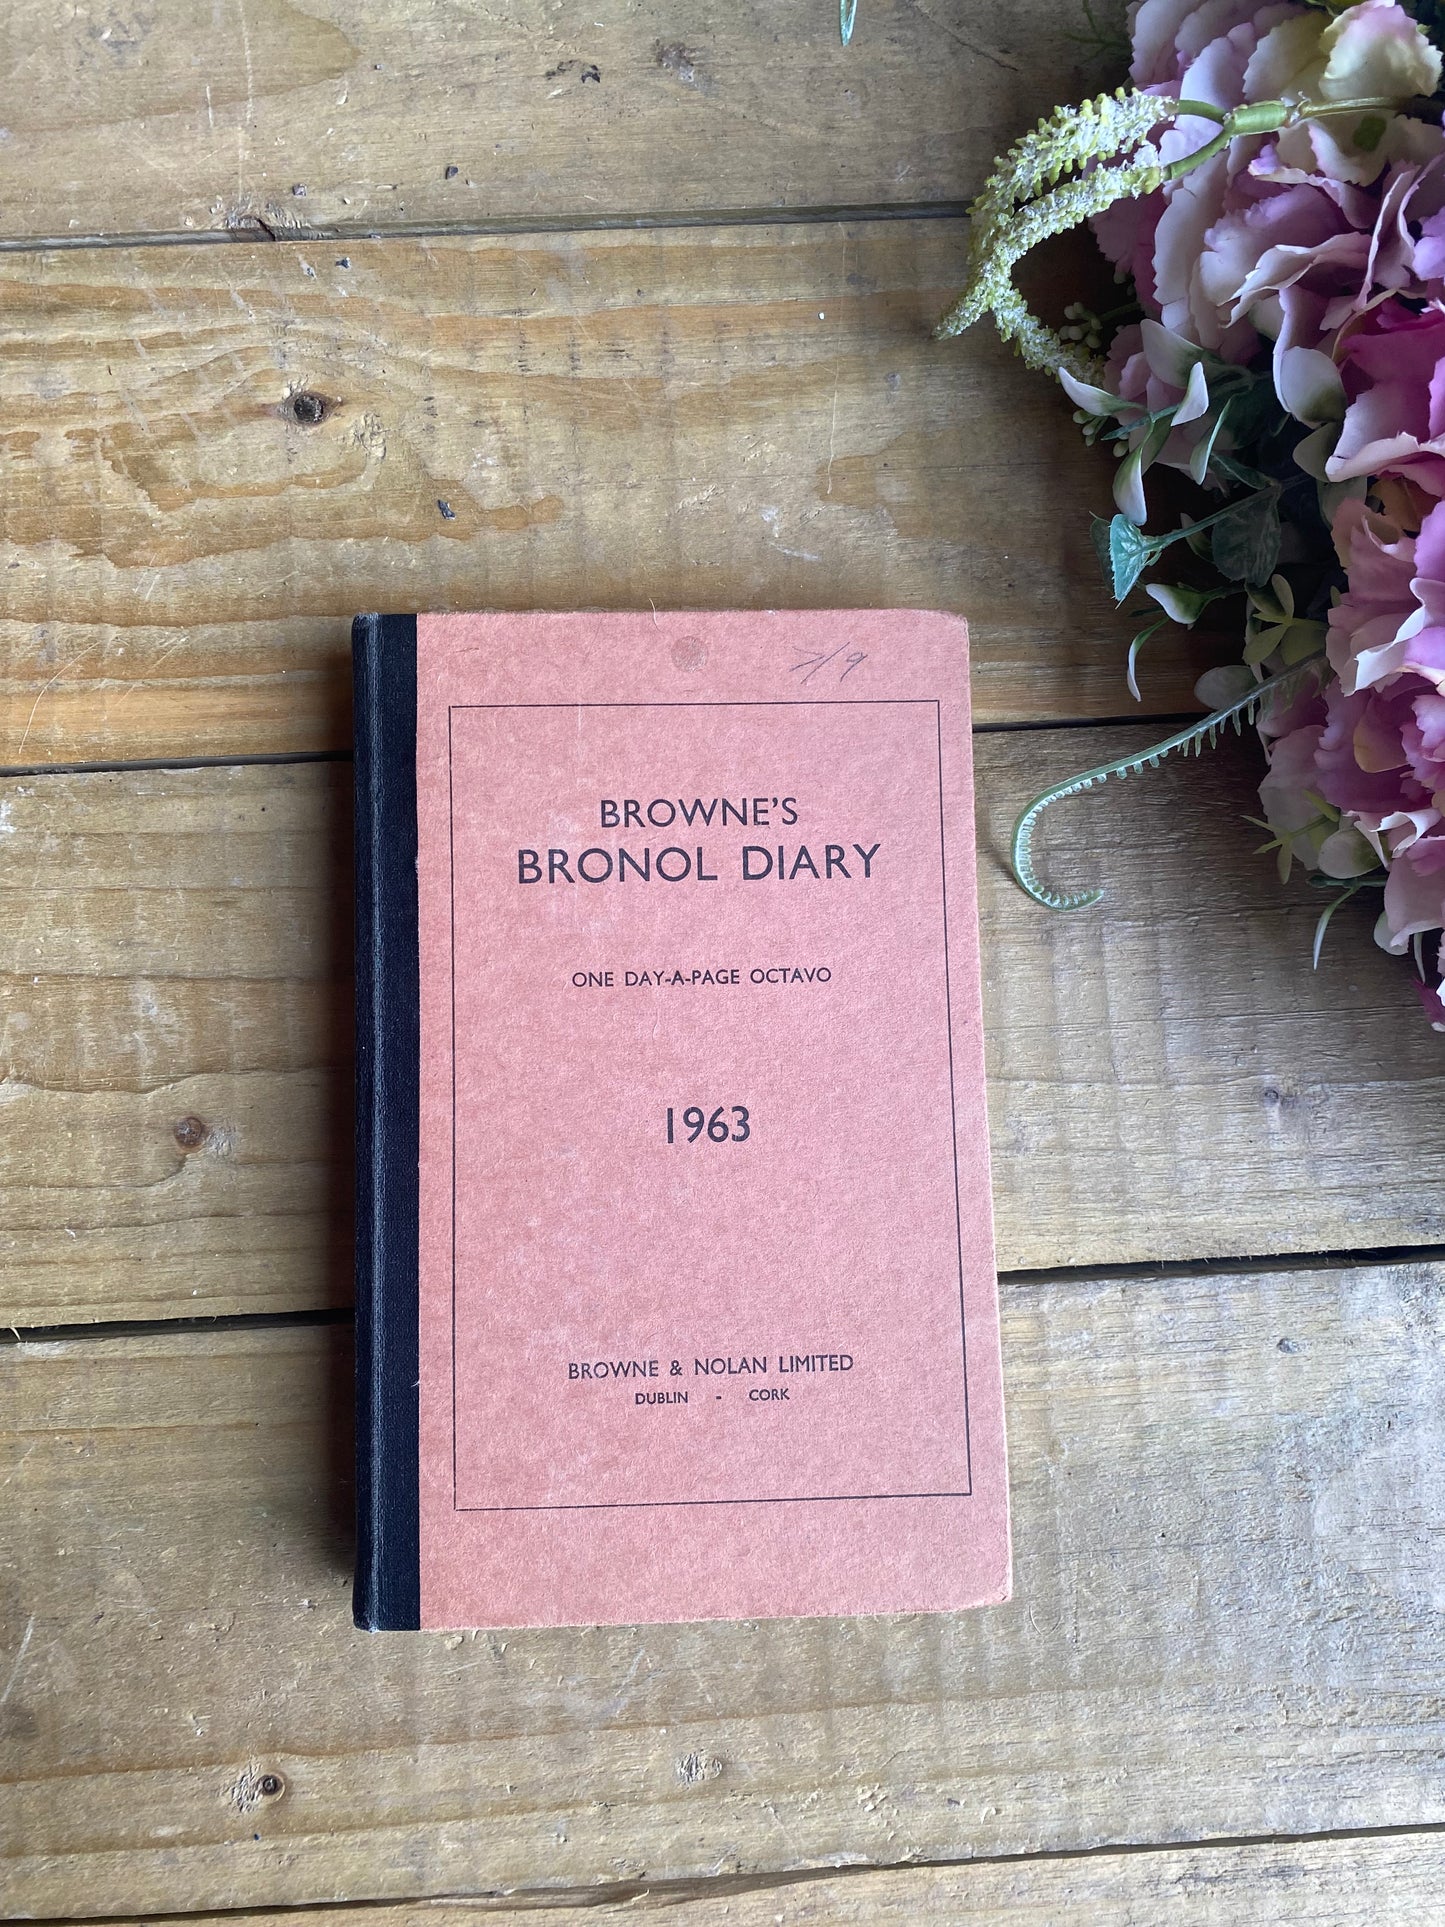 7/9
BROWNE'S
BRONOL DIARY
ONE DAY-A-PAGE OCTAVO
1963
BROWNE & NOLAN LIMITED
DUBLIN - CORK